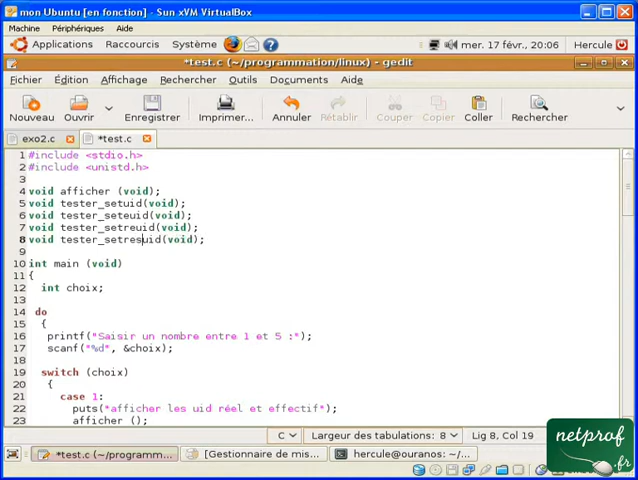 mon Ubuntu [en fonction] - Sun xVM VirtualBox
Machine Périphériques Aide
Applications Raccourcis Système mer. 17 févr., 20:06 Hercule
*test.c (~/programmation/linux) - gedit
Fichier Édition Affichage Rechercher Outils Documents Aide
Nouveau Ouvrir Enregistrer Imprimer... Annuler Rétablir Couper Copier Coller Rechercher
exo2.c *test.c
1 #include <stdio.h>
2 #include <unistd.h>
3
4 void afficher (void);
5 void tester_setuid(void);
6 void tester_seteuid(void);
7 void tester_setreuid(void);
8 void tester_setresuid(void);
9
10 int main (void)
11 {
12 int choix;
13
14 do
15 {
16 printf("Saisir un nombre entre 1 et 5 :");
17 scanf("%d", &choix);
18
19 switch (choix)
20 {
21 case 1:
22 puts("afficher les uid réel et effectif");
23 afficher ();
C Largeur des tabulations: 8 Lig 8, Col 19
*test.c (~/programm... [Gestionnaire de mis... hercule@ouranos: ~/...
netprof
.fr